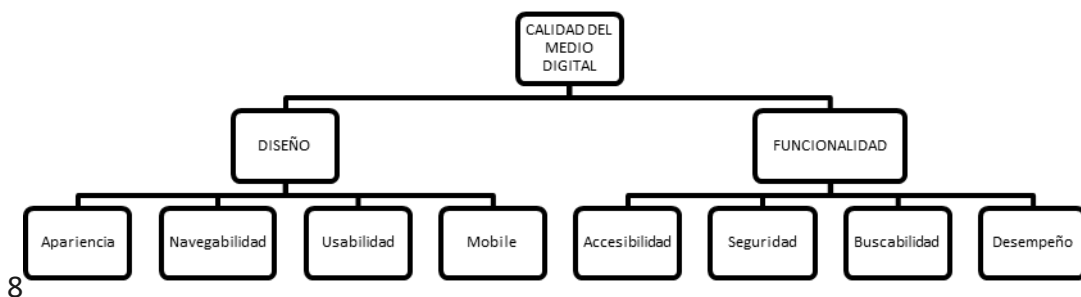 CALIDAD DEL
MEDIO
DIGITAL
DISEÑO
FUNCIONALIDAD
Apariencia
Navegabilidad
Usabilidad
Mobile
Accesibilidad
Seguridad
Buscabilidad
Desempeño
8